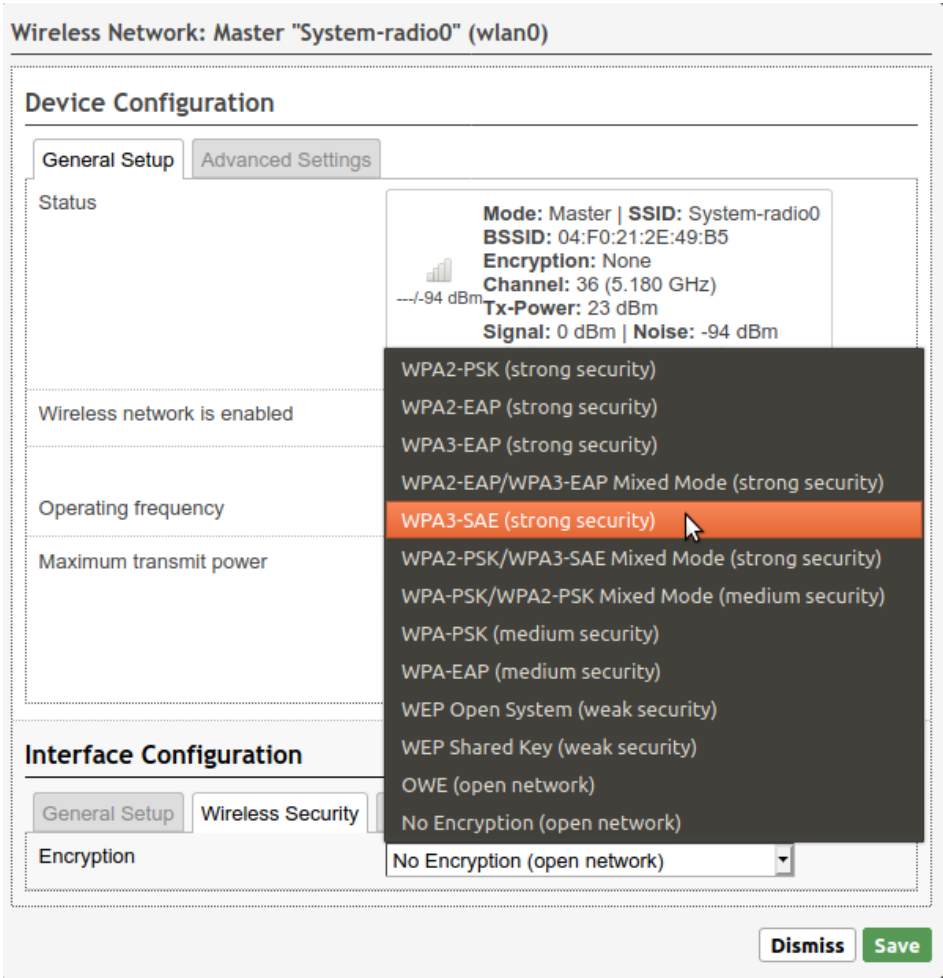 Wireless Network: Master "System-radio0" (wlan0)
Device Configuration
General Setup
Advanced Settings
Status
Mode: Master | SSID: System-radio0
BSSID: 04:F0:21:2E:49:B5
Encryption: None
Channel: 36 (5.180 GHz)
---/-94 dBm
Tx-Power: 23 dBm
Signal: 0 dBm | Noise: -94 dBm
Wireless network is enabled
Operating frequency
Maximum transmit power
WPA2-PSK (strong security)
WPA2-EAP (strong security)
WPA3-EAP (strong security)
WPA2-EAP/WPA3-EAP Mixed Mode (strong security)
WPA3-SAE (strong security)
WPA2-PSK/WPA3-SAE Mixed Mode (strong security)
WPA-PSK/WPA2-PSK Mixed Mode (medium security)
WPA-PSK (medium security)
WPA-EAP (medium security)
WEP Open System (weak security)
WEP Shared Key (weak security)
OWE (open network)
No Encryption (open network)
Interface Configuration
General Setup
Wireless Security
Encryption
No Encryption (open network)
Dismiss
Save